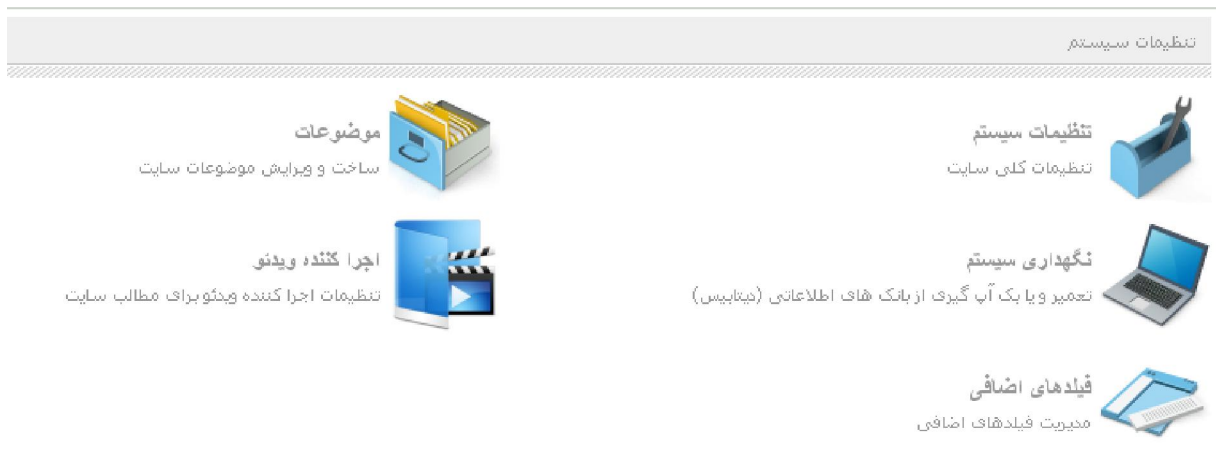 تنظیمات سیستم
تنظیمات سیستم
تنظیمات کلی سایت
موضوعات
ساخت و ویرایش موضوعات سایت
نگهداری سیستم
تعمیر و یا بک آپ گیری از بانک های اطلاعاتی (دیتابیس)
اجرا کننده ویدئو
تنظیمات اجرا کننده ویدئو برای مطالب سایت
فیلدهای اضافی
مدیریت فیلدهای اضافی